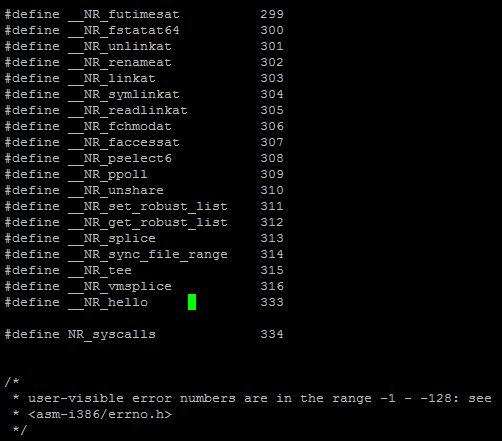 #define __NR_futimesat 299
#define __NR_fstatat64 300
#define __NR_unlinkat 301
#define __NR_renameat 302
#define __NR_linkat 303
#define __NR_symlinkat 304
#define __NR_readlinkat 305
#define __NR_fchmodat 306
#define __NR_faccessat 307
#define __NR_pselect6 308
#define __NR_ppoll 309
#define __NR_unshare 310
#define __NR_set_robust_list 311
#define __NR_get_robust_list 312
#define __NR_splice 313
#define __NR_sync_file_range 314
#define __NR_tee 315
#define __NR_vmsplice 316
#define __NR_hello 333
#define NR_syscalls 334
/*
* user-visible error numbers are in the range -1 - -128: see
* <asm-i386/errno.h>
*/